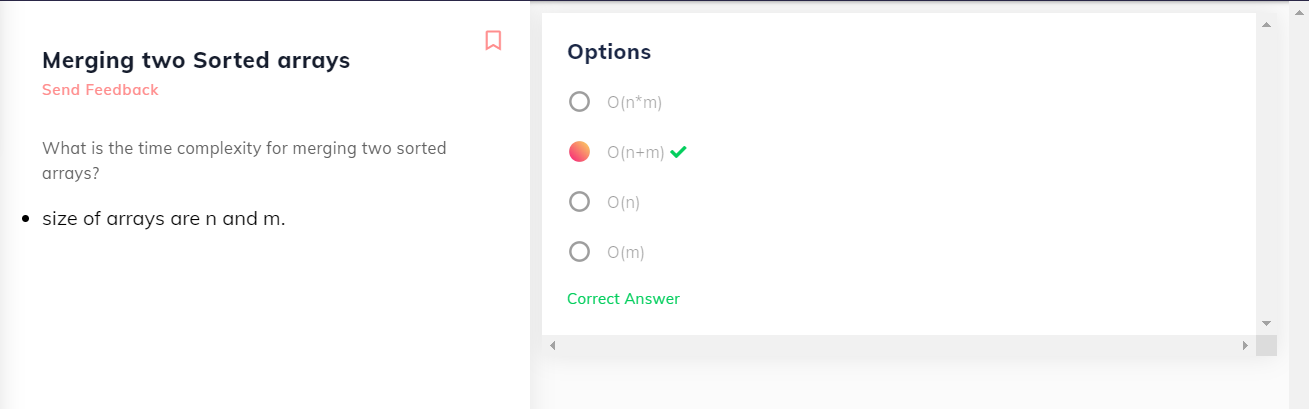 Merging two Sorted arrays
Send Feedback
What is the time complexity for merging two sorted
arrays?
size of arrays are n and m.
Options
O(n*m)
O(n+m)
O(n)
O(m)
Correct Answer